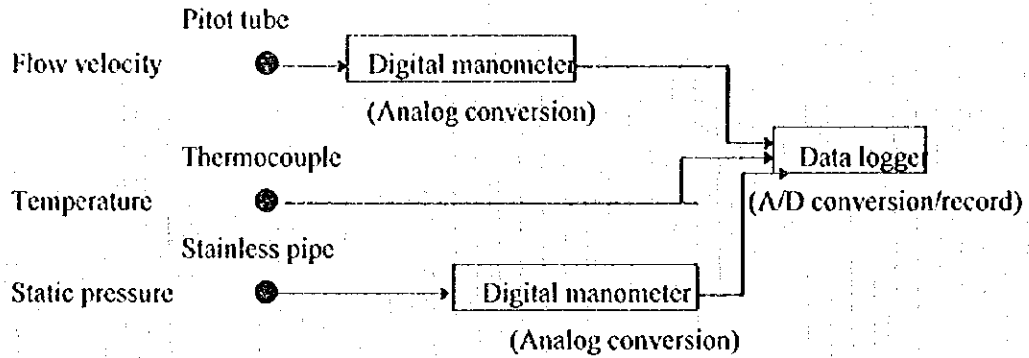 Pitot tube
Flow velocity
Digital manometer
(Analog conversion)
Thermocouple
Data logger
Temperature
(A/D conversion/record)
Stainless pipe
Static pressure
Digital manometer
(Analog conversion)